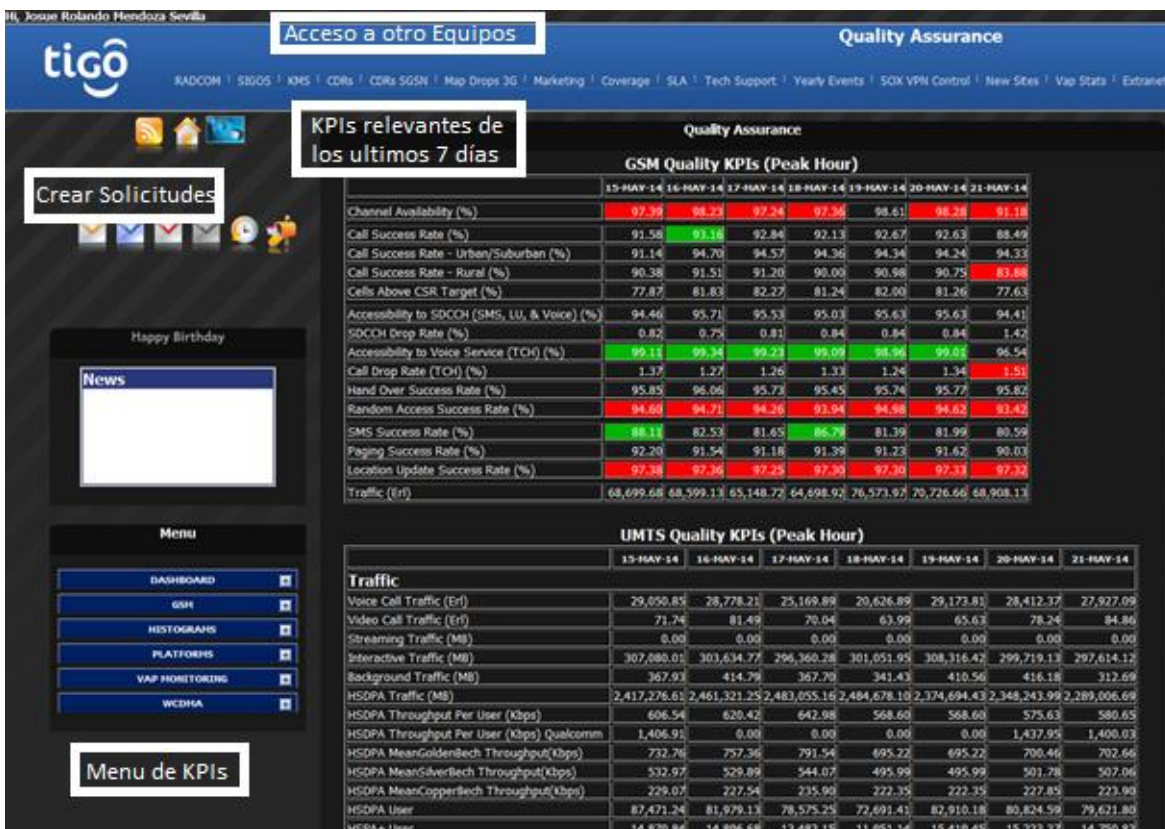 Hi, Josue Rolando Mendoza Sevilla
Acceso a otro Equipos
Quality Assurance
tigo
RADCOM | SIGOS | KMS | CDRs | CDRs SGSN | Map Drops 3G | Marketing | Coverage | SLA | Tech Support | Yearly Events | SOX VPN Control | New Sites | Vap Stats | Extranet
KPIs relevantes de
los ultimos 7 días
Crear Solicitudes
Happy Birthday
News
Menu
DASHBOARD
GSM
HISTOGRAMS
PLATFORMS
VAP MONITORING
WCDMA
Menu de KPIs
Quality Assurance
GSM Quality KPIs (Peak Hour)
15-MAY-14 16-MAY-14 17-MAY-14 18-MAY-14 19-MAY-14 20-MAY-14 21-MAY-14
Channel Availability (%) 97.39 98.23 97.24 97.36 98.61 98.28 91.18
Call Success Rate (%) 91.58 93.16 92.84 92.13 92.67 92.63 88.49
Call Success Rate - Urban/Suburban (%) 91.14 94.70 94.57 94.36 94.34 94.24 94.33
Call Success Rate - Rural (%) 90.38 91.51 91.20 90.00 90.98 90.75 83.88
Cells Above CSR Target (%) 77.87 81.83 82.27 81.24 82.00 81.26 77.63
Accessibility to SDCCH (SMS, LU, & Voice) (%) 94.46 95.71 95.53 95.03 95.63 95.63 94.41
SDCCH Drop Rate (%) 0.82 0.75 0.81 0.84 0.84 0.84 1.42
Accessibility to Voice Service (TCH) (%) 99.11 99.34 99.23 99.09 98.96 99.01 96.54
Call Drop Rate (TCH) (%) 1.37 1.27 1.26 1.33 1.24 1.34 1.51
Hand Over Success Rate (%) 95.85 96.06 95.73 95.45 95.74 95.77 95.82
Random Access Success Rate (%) 94.60 94.71 94.26 93.94 94.98 94.62 93.42
SMS Success Rate (%) 88.11 82.53 81.65 86.79 81.39 81.99 80.59
Paging Success Rate (%) 92.20 91.54 91.18 91.39 91.23 91.62 90.03
Location Update Success Rate (%) 97.38 97.36 97.25 97.30 97.20 97.33 97.32
Traffic (Erl) 68,699.68 68,599.13 65,148.72 64,698.92 76,573.97 70,726.66 68,908.13
UMTS Quality KPIs (Peak Hour)
15-MAY-14 16-MAY-14 17-MAY-14 18-MAY-14 19-MAY-14 20-MAY-14 21-MAY-14
Traffic
Voice Call Traffic (Erl) 29,050.85 28,778.21 25,169.89 20,626.89 29,173.81 28,412.37 27,927.09
Video Call Traffic (Erl) 71.74 81.49 70.04 63.99 65.63 78.24 84.86
Streaming Traffic (MB) 0.00 0.00 0.00 0.00 0.00 0.00 0.00
Interactive Traffic (MB) 307,080.01 303,634.77 296,360.28 301,051.95 308,316.42 299,719.13 297,614.12
Background Traffic (MB) 367.93 414.79 367.70 341.43 410.56 416.18 312.69
HSDPA Traffic (MB) 2,417,276.61 2,461,321.25 2,483,055.16 2,484,678.10 2,374,694.43 2,348,243.99 2,289,006.69
HSDPA Throughput Per User (Kbps) 606.54 620.42 642.98 568.60 568.60 575.63 580.65
HSDPA Throughput Per User (Kbps) Qualcomm 1,406.91 0.00 0.00 0.00 0.00 1,437.95 1,400.03
HSDPA MeanGoldenBech Throughput(Kbps) 732.76 757.36 791.54 695.22 695.22 700.46 702.66
HSDPA MeanSilverBech Throughput(Kbps) 532.97 529.89 544.07 495.99 495.99 501.78 507.06
HSDPA MeanCopperBech Throughput(Kbps) 229.07 227.54 235.90 222.35 222.35 227.85 223.90
HSDPA User 87,471.24 81,979.13 78,575.25 72,691.41 82,910.18 80,824.59 79,621.80